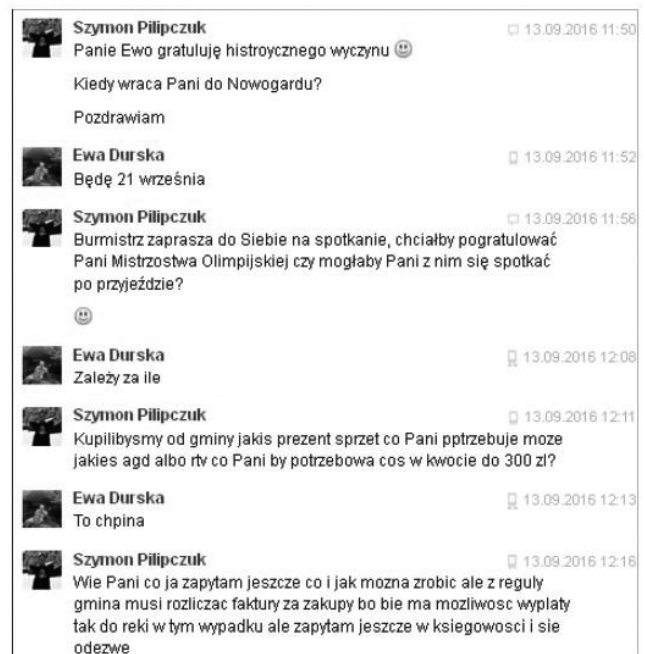 Szymon Pilipczuk 13.09.2016 11:50
Panie Ewo gratuluję histroycznego wyczynu
Kiedy wraca Pani do Nowogardu?
Pozdrawiam
Ewa Durska 13.09.2016 11:52
Będę 21 września
Szymon Pilipczuk 13.09.2016 11:56
Burmistrz zaprasza do Siebie na spotkanie, chciałby pogratulować
Pani Mistrzostwa Olimpijskiej czy mogłaby Pani z nim się spotkać
po przyjeździe?
Ewa Durska 13.09.2016 12:08
Zależy za ile
Szymon Pilipczuk 13.09.2016 12:11
Kupilibysmy od gminy jakis prezent sprzet co Pani pptrzebuje moze
jakies agd albo rtv co Pani by potrzebowa cos w kwocie do 300 zl?
Ewa Durska 13.09.2016 12:13
To chpina
Szymon Pilipczuk 13.09.2016 12:16
Wie Pani co ja zapytam jeszcze co i jak mozna zrobic ale z reguly
gmina musi rozliczac faktury za zakupy bo bie ma mozliwosc wyplaty
tak do reki w tym wypadku ale zapytam jeszcze w ksiegowosci i sie
odezwe